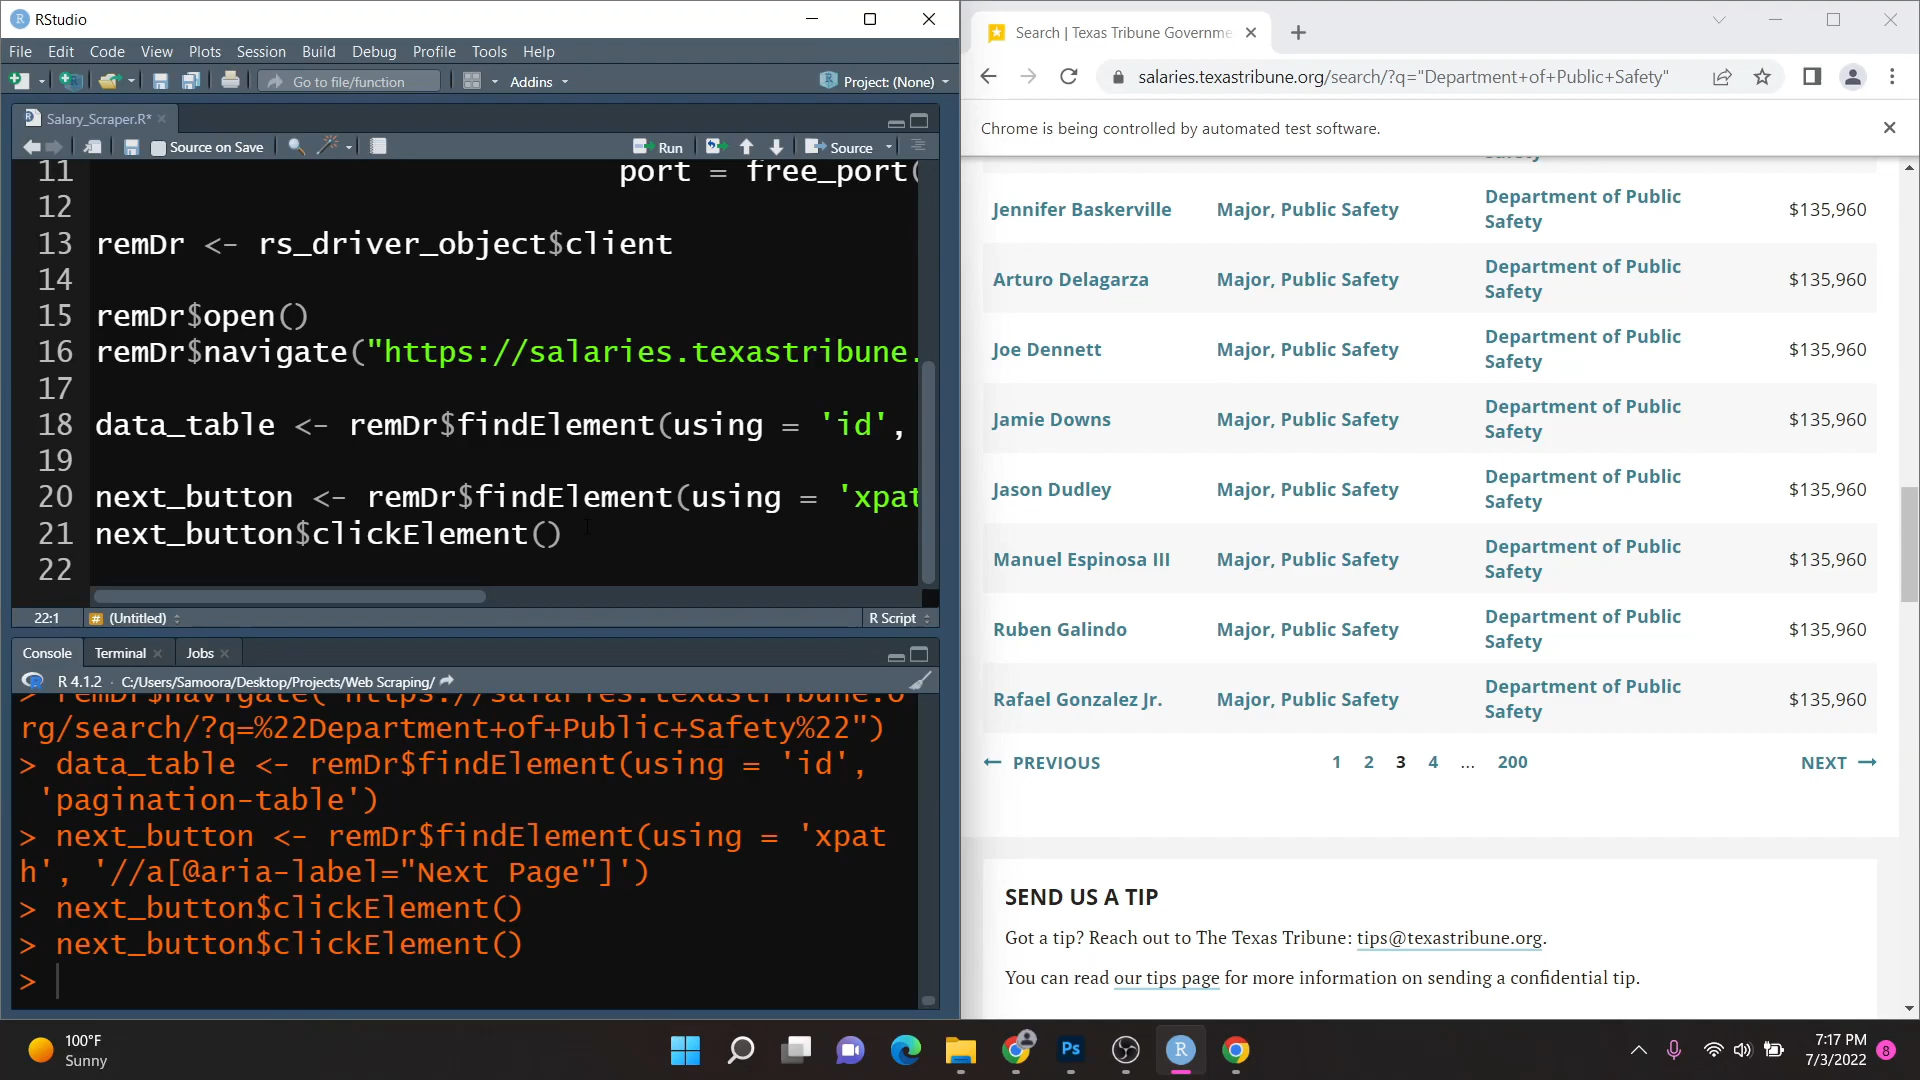 RStudio
File Edit Code View Plots Session Build Debug Profile Tools Help
Go to file/function
Addins
Project: (None)
Salary_Scraper.R*
Source on Save
Run
Source
11 port = free_port(
12
13 remDr <- rs_driver_object$client
14
15 remDr$open()
16 remDr$navigate("https://salaries.texastribune.
17
18 data_table <- remDr$findElement(using = 'id',
19
20 next_button <- remDr$findElement(using = 'xpat
21 next_button$clickElement()
22
22:1
(Untitled)
R Script
Console Terminal Jobs
R 4.1.2 · C:/Users/Samoora/Desktop/Projects/Web Scraping/
> remDr$navigate("https://salaries.texastribune.o
rg/search/?q=%22Department+of+Public+Safety%22")
> data_table <- remDr$findElement(using = 'id',
'pagination-table')
> next_button <- remDr$findElement(using = 'xpat
h', '//a[@aria-label="Next Page"]')
> next_button$clickElement()
> next_button$clickElement()
>
Search | Texas Tribune Governme
salaries.texastribune.org/search/?q="Department+of+Public+Safety"
Chrome is being controlled by automated test software.
Safety
Jennifer Baskerville Major, Public Safety Department of Public $135,960
Safety
Arturo Delagarza Major, Public Safety Department of Public $135,960
Safety
Joe Dennett Major, Public Safety Department of Public $135,960
Safety
Jamie Downs Major, Public Safety Department of Public $135,960
Safety
Jason Dudley Major, Public Safety Department of Public $135,960
Safety
Manuel Espinosa III Major, Public Safety Department of Public $135,960
Safety
Ruben Galindo Major, Public Safety Department of Public $135,960
Safety
Rafael Gonzalez Jr. Major, Public Safety Department of Public $135,960
Safety
← PREVIOUS 1 2 3 4 ... 200 NEXT →
SEND US A TIP
Got a tip? Reach out to The Texas Tribune: tips@texastribune.org.
You can read our tips page for more information on sending a confidential tip.
100°F
Sunny
Ps
R
7:17 PM
7/3/2022
8